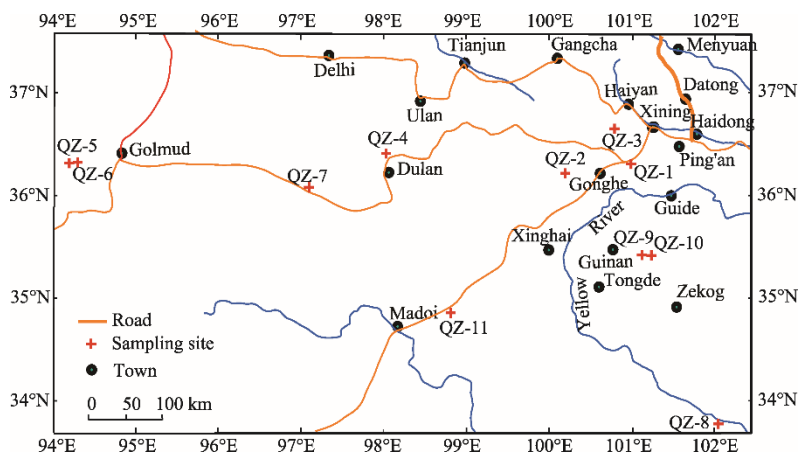 94°E 95°E 96°E 97°E 98°E 99°E 100°E 101°E 102°E
Tianjun
Gangcha
Menyuan
Delhi
37°N
Ulan
Haiyan
Datong
Xining
Haidong
QZ-5
Golmud
QZ-4
QZ-3
QZ-6
Dulan
QZ-2
QZ-1
Ping'an
36°N
QZ-7
Gonghe
Guide
River
Xinghai
QZ-9
QZ-10
Guinan
Tongde
35°N
Yellow
Zekog
Madoi
Road
QZ-11
Sampling site
Town
34°N
0 50 100 km
QZ-8
94°E 95°E 96°E 97°E 98°E 99°E 100°E 101°E 102°E
37°N
36°N
35°N
34°N